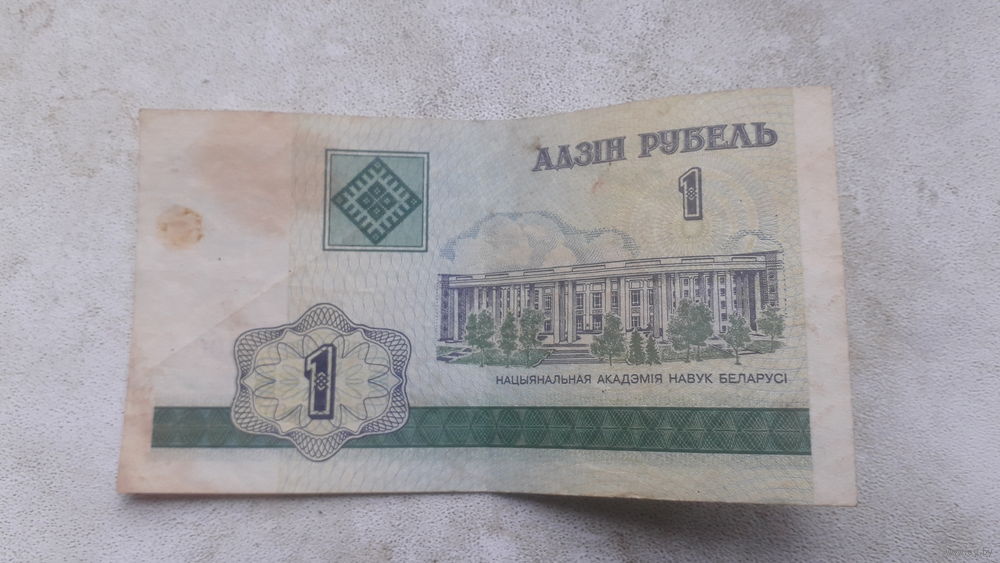 АДЗІН РУБЕЛЬ
1
НАЦЫЯНАЛЬНАЯ АКАДЭМІЯ НАВУК БЕЛАРУСІ
1